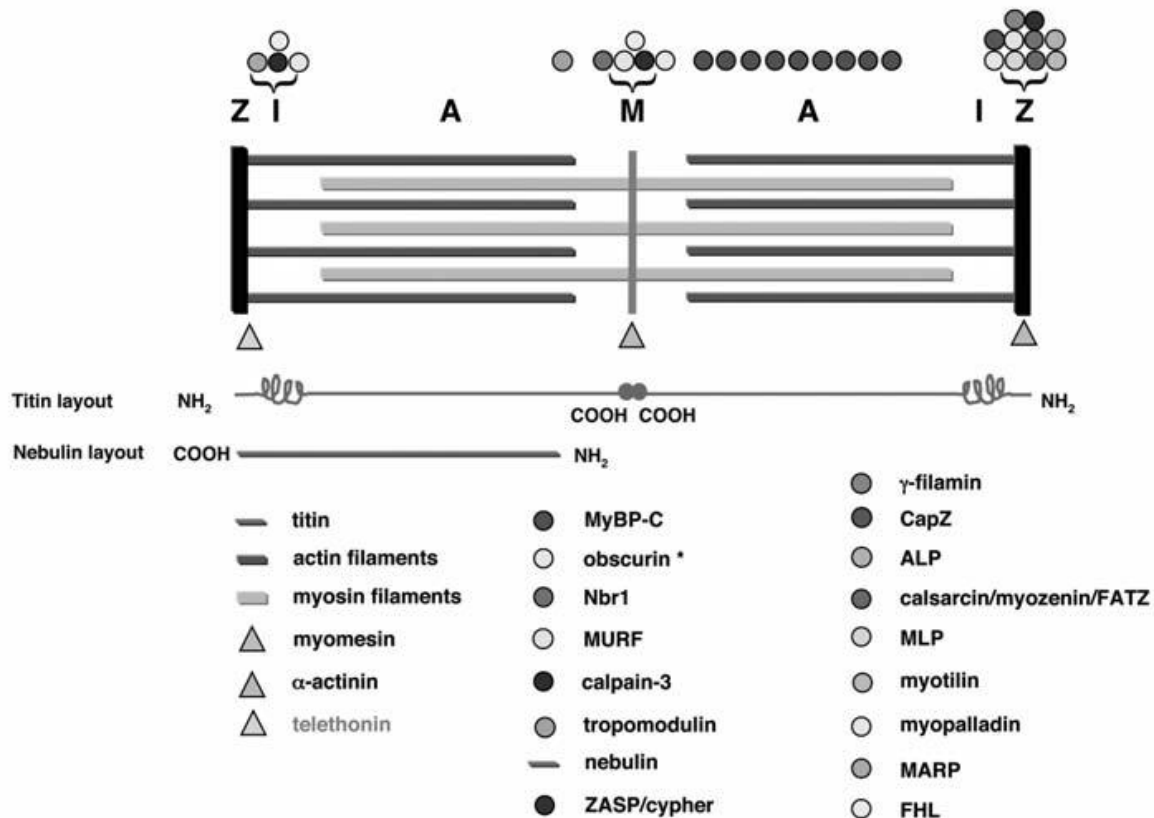 Z I A M A I Z
Titin layout NH2 COOH COOH NH2
Nebulin layout COOH NH2
titin
actin filaments
myosin filaments
myomesin
α-actinin
telethonin
MyBP-C
obscurin *
Nbr1
MURF
calpain-3
tropomodulin
nebulin
ZASP/cypher
γ-filamin
CapZ
ALP
calsarcin/myozenin/FATZ
MLP
myotilin
myopalladin
MARP
FHL